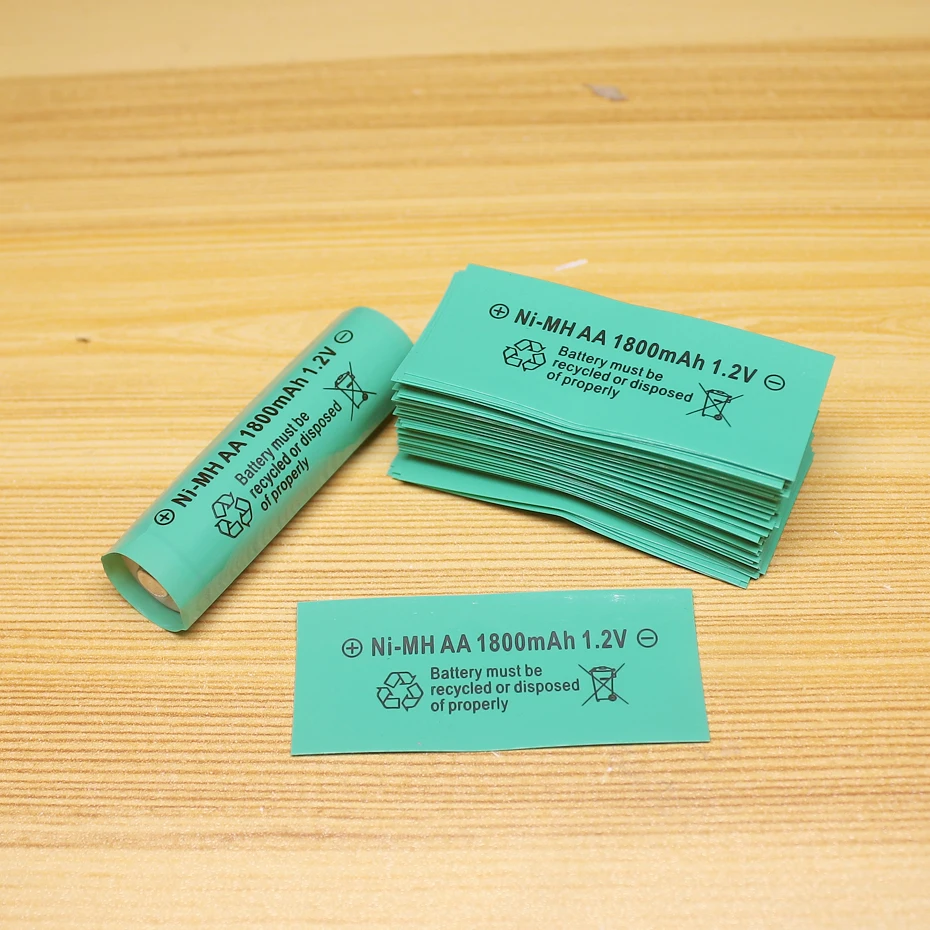 ⊕ Ni-MH AA 1800mAh 1.2V ⊖
Battery must be
recycled or disposed
of properly
⊕ Ni-MH AA 1800mAh 1.2V ⊖
Battery must be
recycled or disposed
of properly
⊕ Ni-MH AA 1800mAh 1.2V ⊖
Battery must be
recycled or disposed
of properly